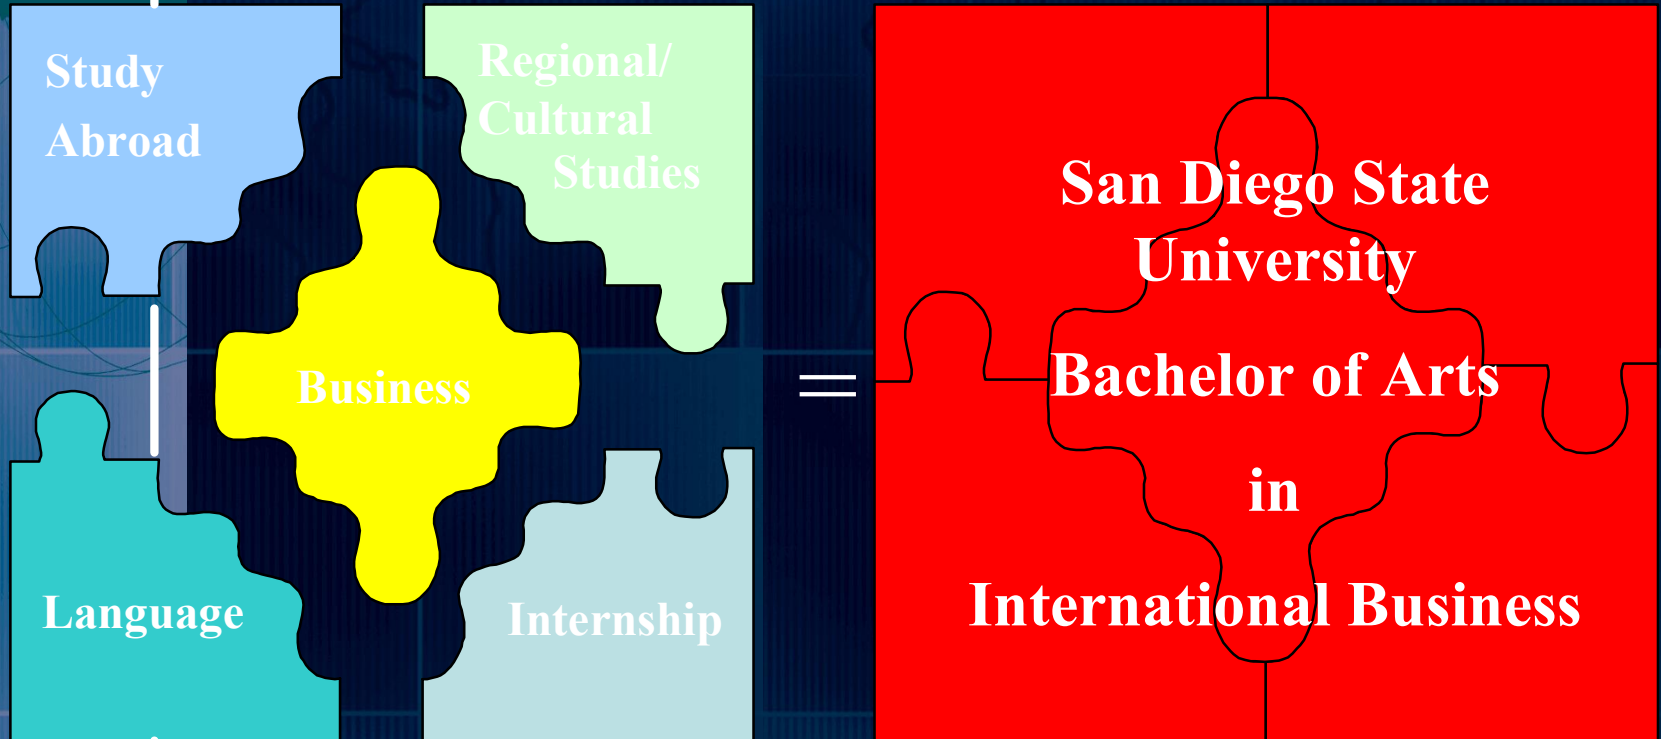 Study
Abroad
Regional/
Cultural
Studies
Business
Language
Internship
=
San Diego State
University
Bachelor of Arts
in
International Business